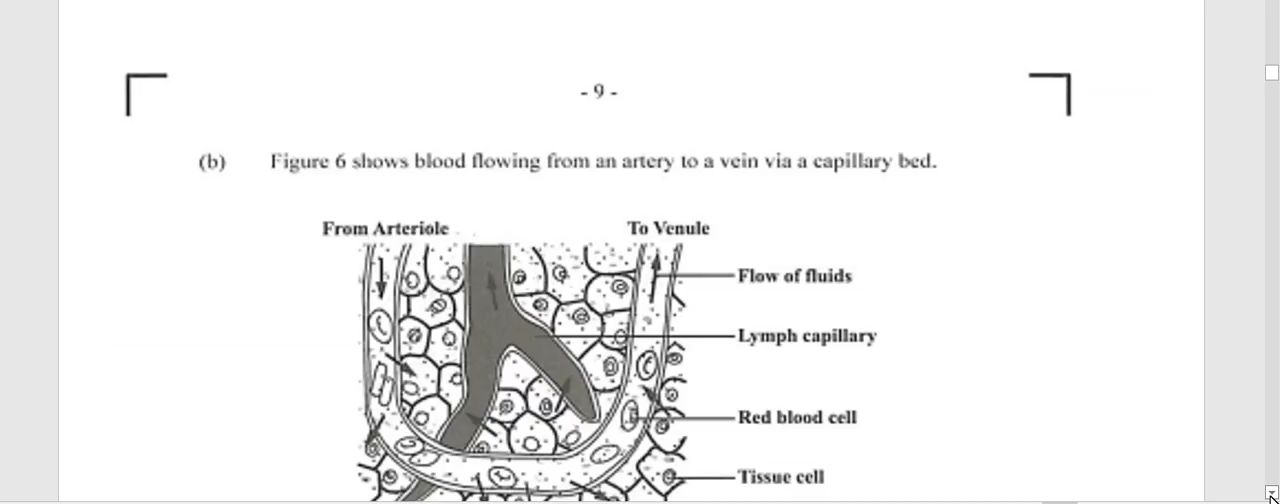 - 9 -
(b) Figure 6 shows blood flowing from an artery to a vein via a capillary bed.
From Arteriole To Venule
Flow of fluids
Lymph capillary
Red blood cell
Tissue cell